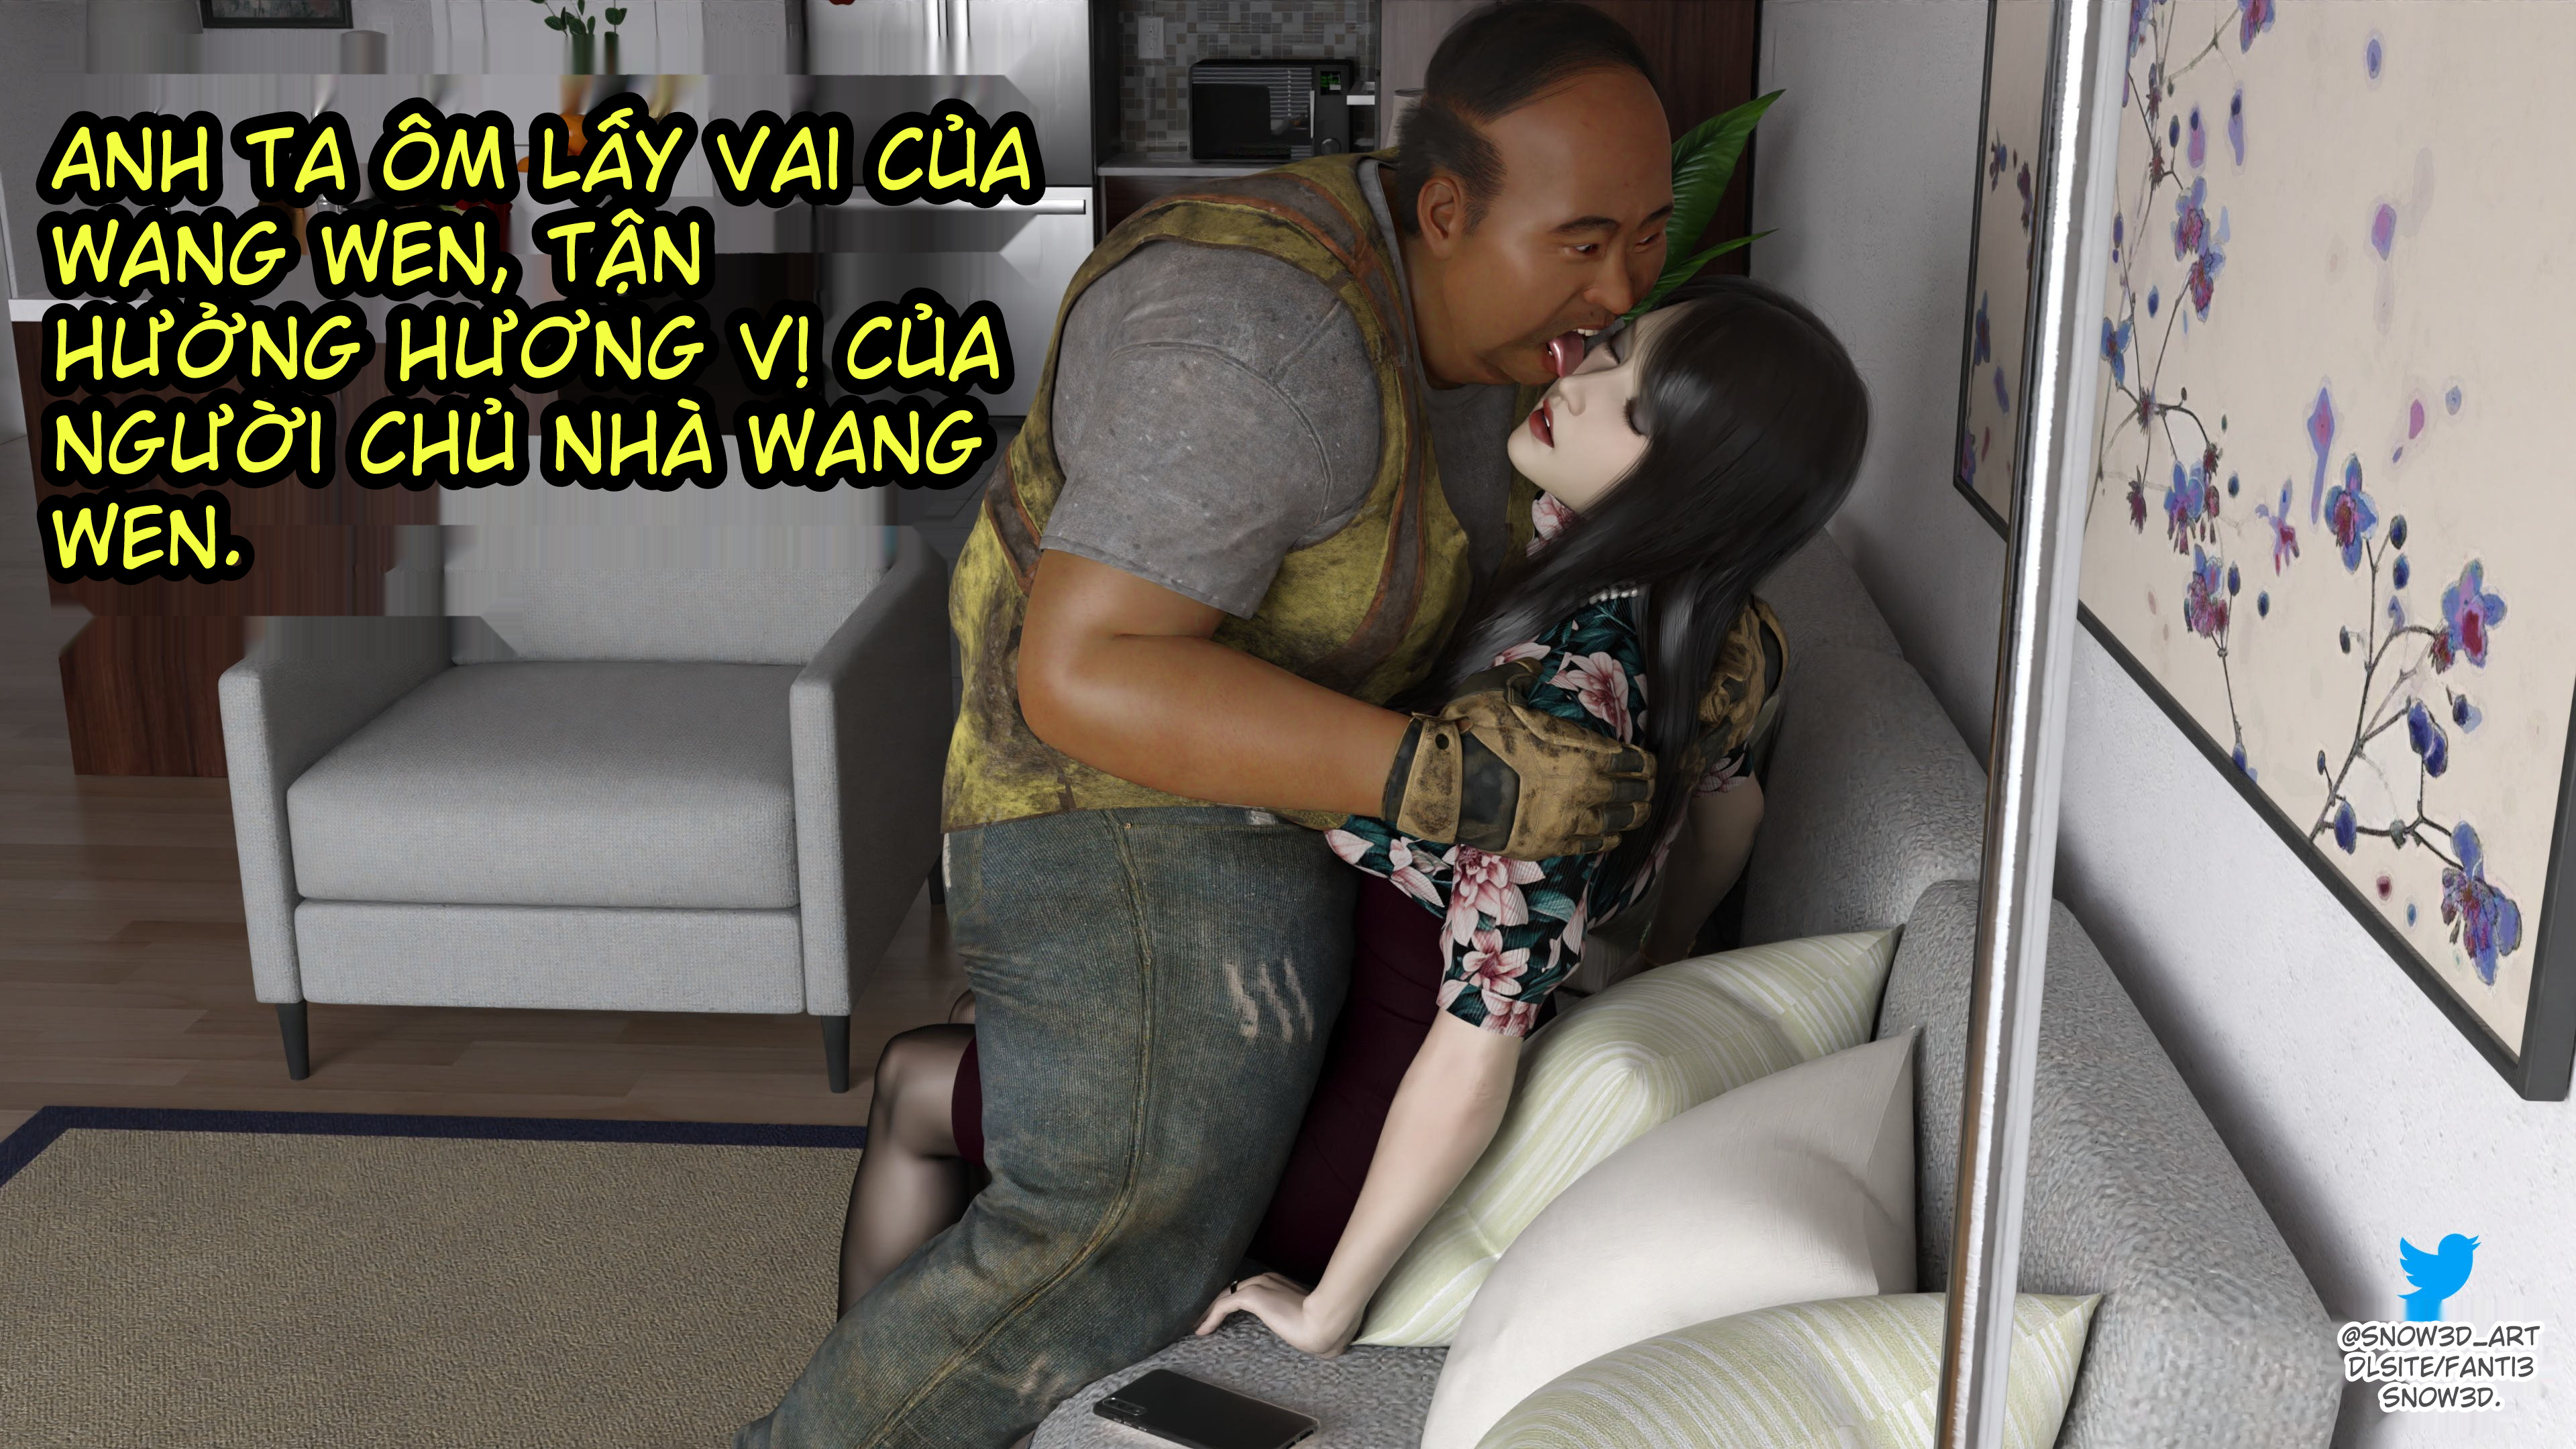 ANH TA ÔM LẤY VAI CỦA
WANG WEN, TẬN
HƯỞNG HƯƠNG VỊ CỦA
NGƯỜI CHỦ NHÀ WANG
WEN.
@SNOW3D_ART
DLSITE/FANTI3
SNOW3D.